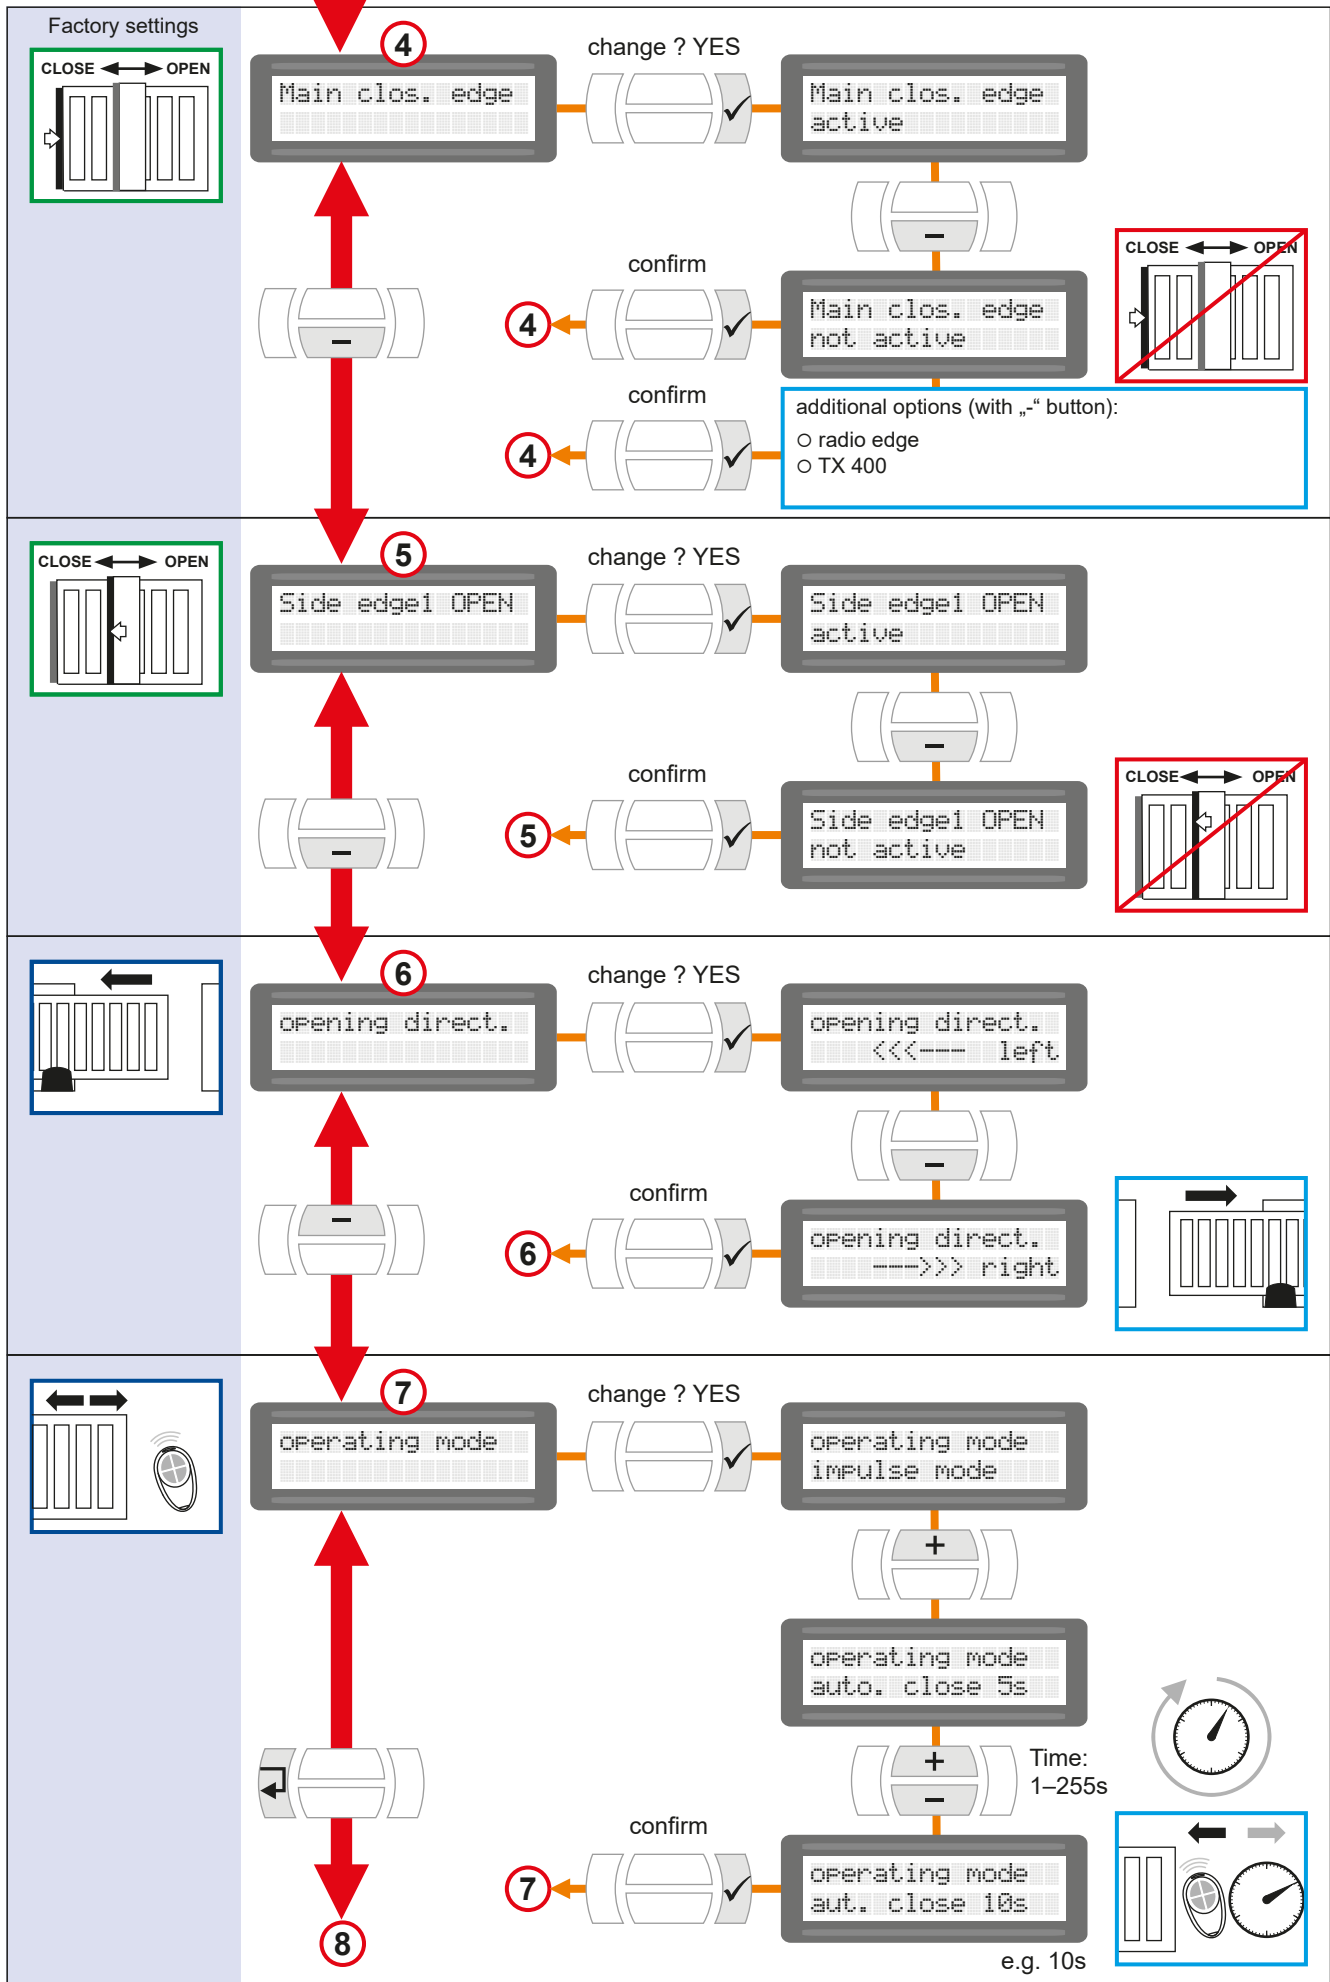 Factory settings
CLOSE OPEN
4
change ? YES
Main clos. edge
Main clos. edge
active
-
-
confirm
4
Main clos. edge
not active
CLOSE OPEN
confirm
4
additional options (with „-“ button):
radio edge
TX 400
CLOSE OPEN
5
change ? YES
Side edge1 OPEN
Side edge1 OPEN
active
-
-
confirm
5
Side edge1 OPEN
not active
CLOSE OPEN
6
change ? YES
opening direct.
opening direct.
<<<--- left
-
-
confirm
6
opening direct.
--->>> right
7
change ? YES
operating mode
operating mode
impulse mode
+
operating mode
auto. close 5s
+
-
Time:
1–255s
confirm
7
operating mode
aut. close 10s
8
e.g. 10s